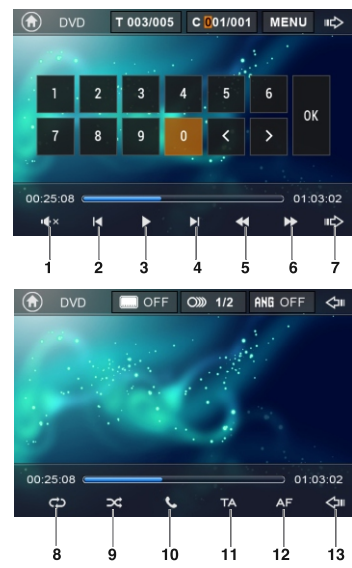 DVD T 003/005 C 001/001 MENU
1 2 3 4 5 6
OK
7 8 9 0 < >
00:25:08 01:03:02
1 2 3 4 5 6 7
DVD OFF 1/2 ANG OFF
00:25:08 01:03:02
TA AF
8 9 10 11 12 13